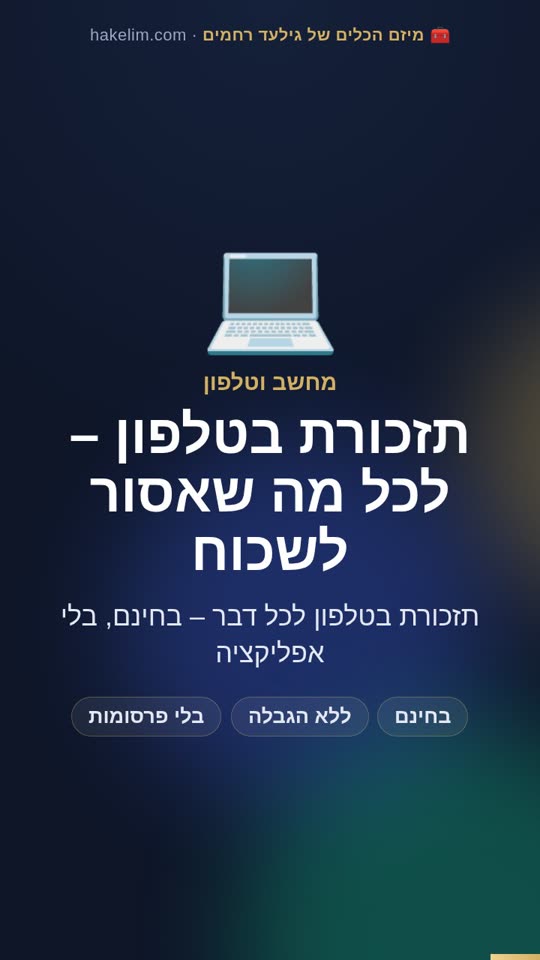 🧰 מיזם הכלים של גילעד רחמים · hakelim.com
מחשב וטלפון
תזכורת בטלפון –
לכל מה שאסור
לשכוח
תזכורת בטלפון לכל דבר – בחינם, בלי
אפליקציה
בחינם
ללא הגבלה
בלי פרסומות